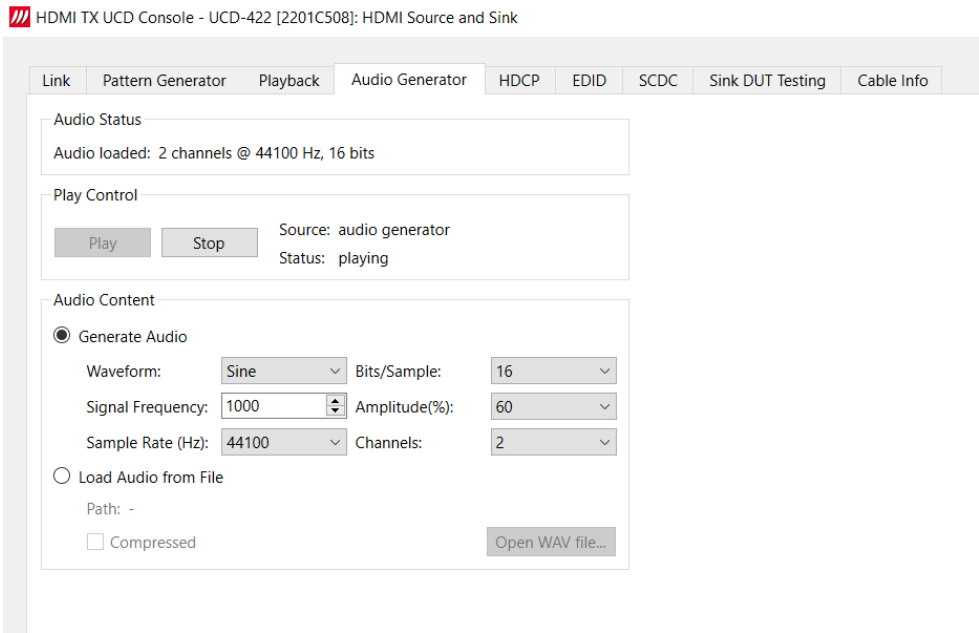 HDMI TX UCD Console - UCD-422 [2201C508]: HDMI Source and Sink
Link Pattern Generator Playback Audio Generator HDCP EDID SCDC Sink DUT Testing Cable Info
Audio Status
Audio loaded: 2 channels @ 44100 Hz, 16 bits
Play Control
Play Stop Source: audio generator
Status: playing
Audio Content
Generate Audio
Waveform: Sine Bits/Sample: 16
Signal Frequency: 1000 Amplitude(%): 60
Sample Rate (Hz): 44100 Channels: 2
Load Audio from File
Path: -
Compressed Open WAV file...